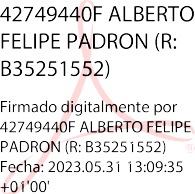 42749440F ALBERTO
FELIPE PADRON (R:
B35251552)
Firmado digitalmente por
42749440F ALBERTO FELIPE
PADRON (R: B35251552)
Fecha: 2023.05.31 13:09:35
+01'00'